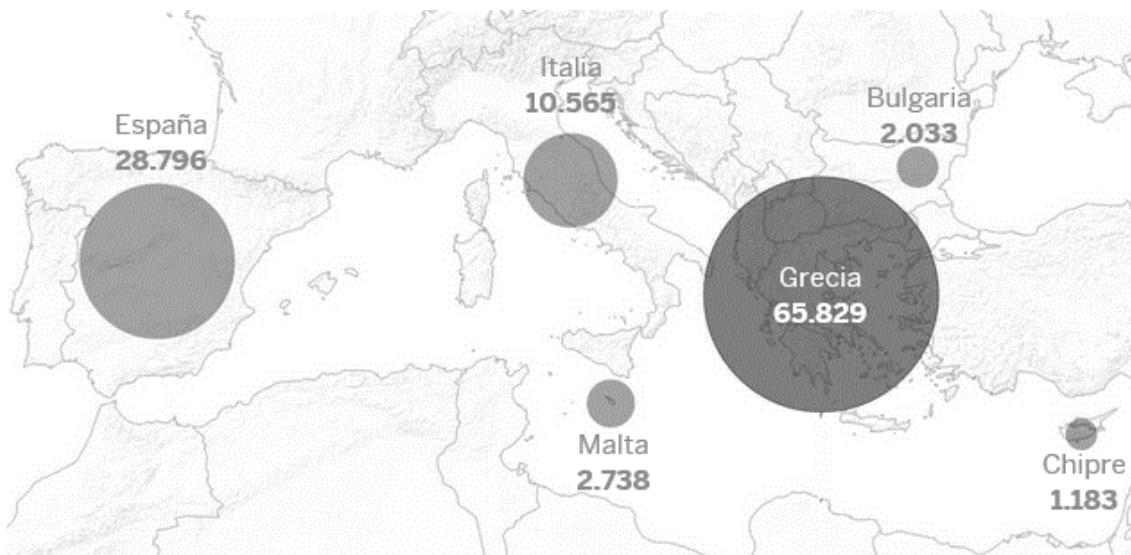 Italia
10.565
Bulgaria
2.033
España
28.796
Grecia
65.829
Malta
2.738
Chipre
1.183